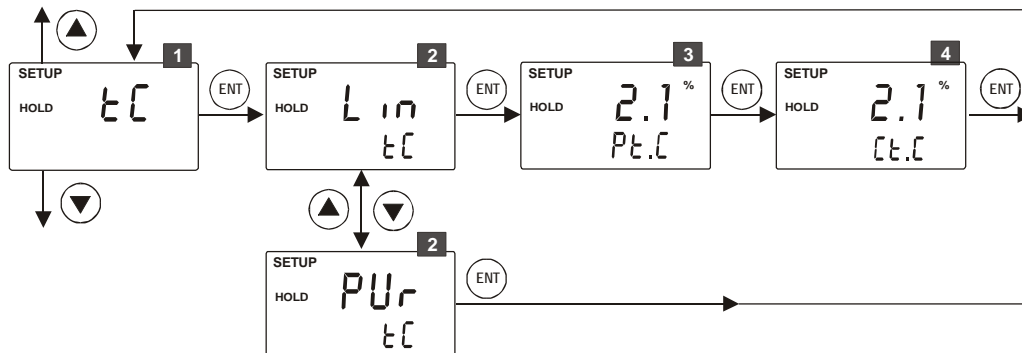 1
SETUP
HOLD
tC
ENT
2
SETUP
HOLD
Lin
tC
ENT
3
SETUP
HOLD
2.1 %
Pt.C
ENT
4
SETUP
HOLD
2.1 %
Ct.C
ENT
2
SETUP
HOLD
PUr
tC
ENT